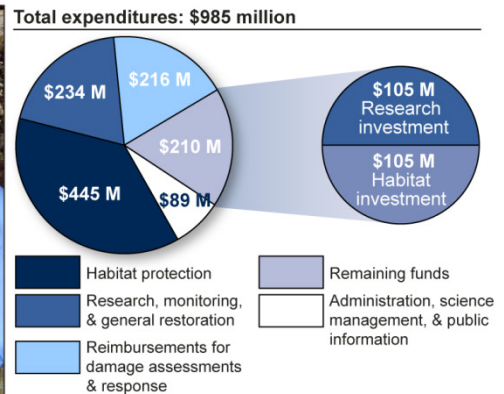 Total expenditures: $985 million
$234 M
$216 M
$210 M
$445 M
$89 M
$105 M
Research
investment
$105 M
Habitat
investment
Habitat protection
Research, monitoring,
& general restoration
Reimbursements for
damage assessments
& response
Remaining funds
Administration, science
management, & public
information